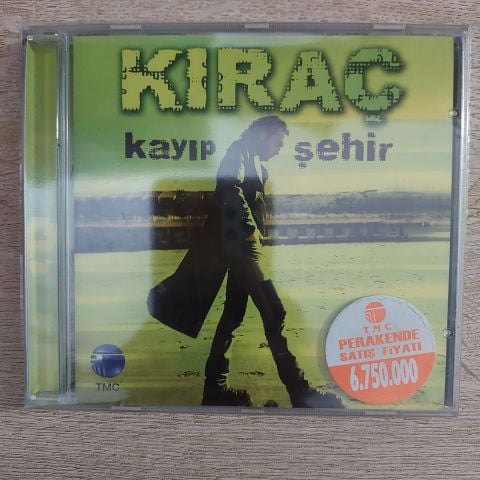 KIRAÇ
kayıp şehir
TMC
PERAKENDE
SATIŞ FİYATI
6.750.000
TMC